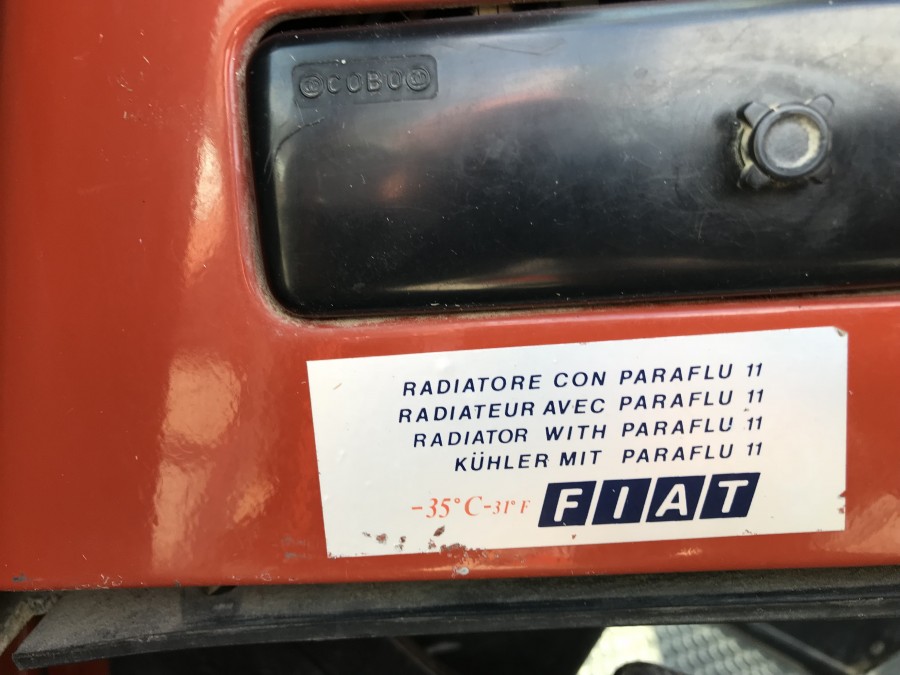 COBO
RADIATORE CON PARAFLU 11
RADIATEUR AVEC PARAFLU 11
RADIATOR WITH PARAFLU 11
KÜHLER MIT PARAFLU 11
-35°C-31°F FIAT